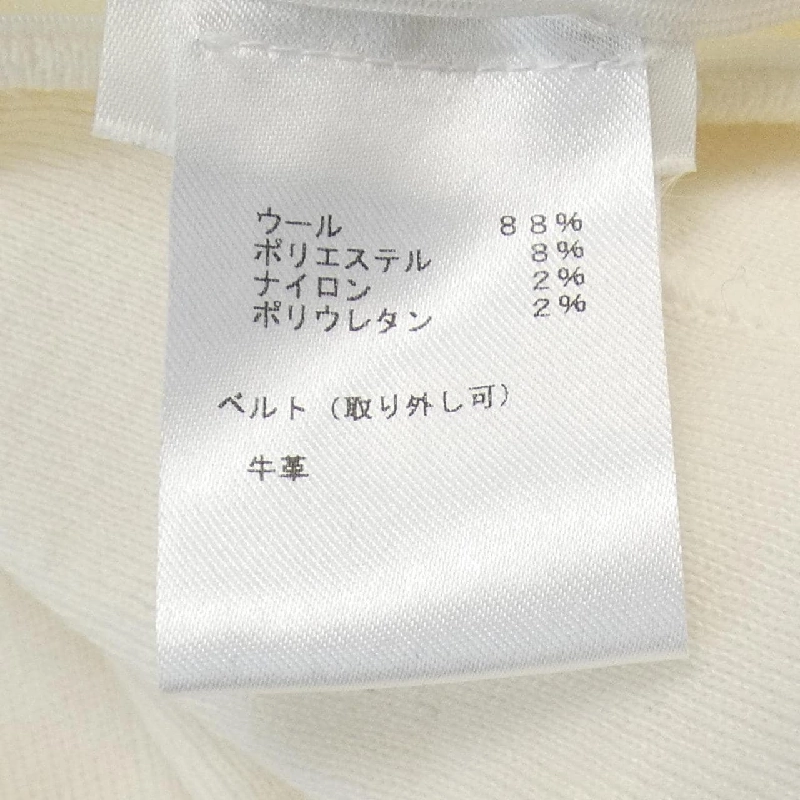 ウール 88%
ポリエステル 8%
ナイロン 2%
ポリウレタン 2%
ベルト（取り外し可）
牛革